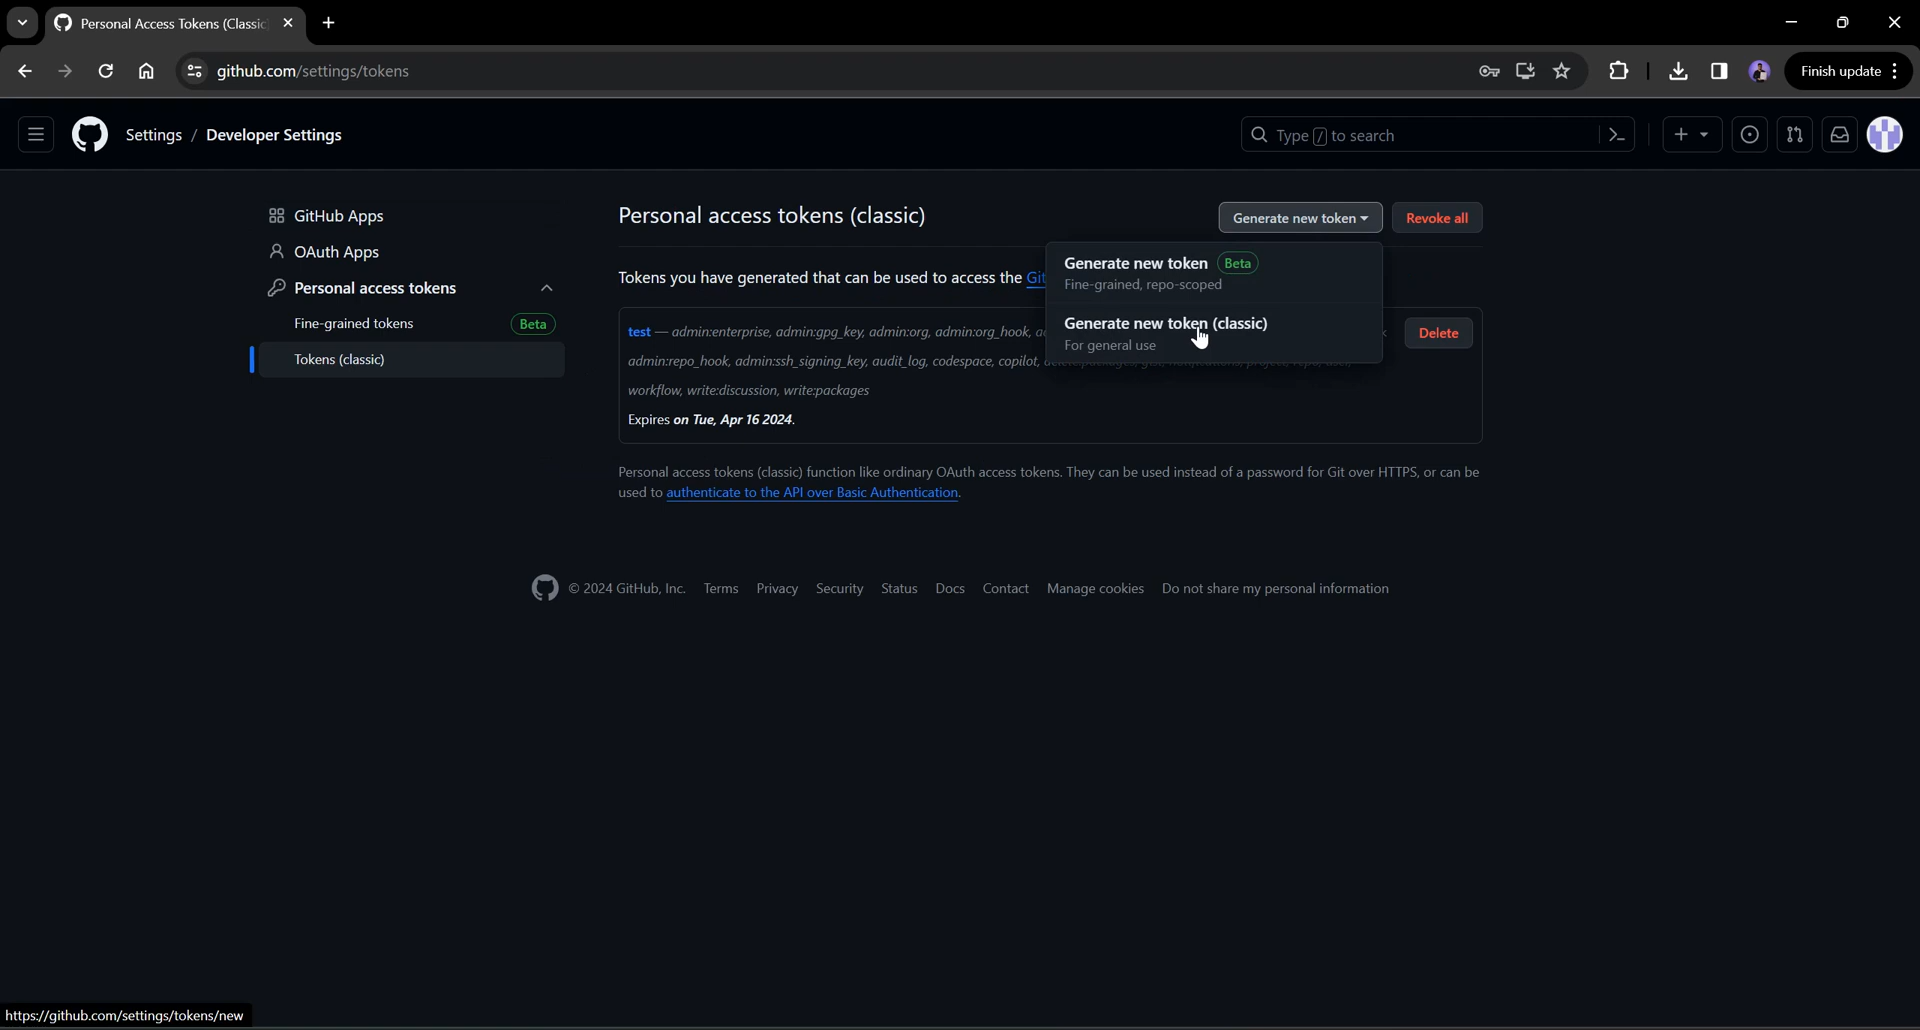 Personal Access Tokens (Classic
github.com/settings/tokens
Finish update
Settings / Developer Settings
Type / to search
GitHub Apps
OAuth Apps
Personal access tokens
Fine-grained tokens Beta
Tokens (classic)
Personal access tokens (classic)
Generate new token
Revoke all
Generate new token Beta
Fine-grained, repo-scoped
Generate new token (classic)
For general use
Tokens you have generated that can be used to access the Git
test — admin:enterprise, admin:gpg_key, admin:org, admin:org_hook,
Delete
admin:repo_hook, admin:ssh_signing_key, audit_log, codespace, copilot,
workflow, write:discussion, write:packages
Expires on Tue, Apr 16 2024.
Personal access tokens (classic) function like ordinary OAuth access tokens. They can be used instead of a password for Git over HTTPS, or can be
used to authenticate to the API over Basic Authentication.
© 2024 GitHub, Inc. Terms Privacy Security Status Docs Contact Manage cookies Do not share my personal information
https://github.com/settings/tokens/new